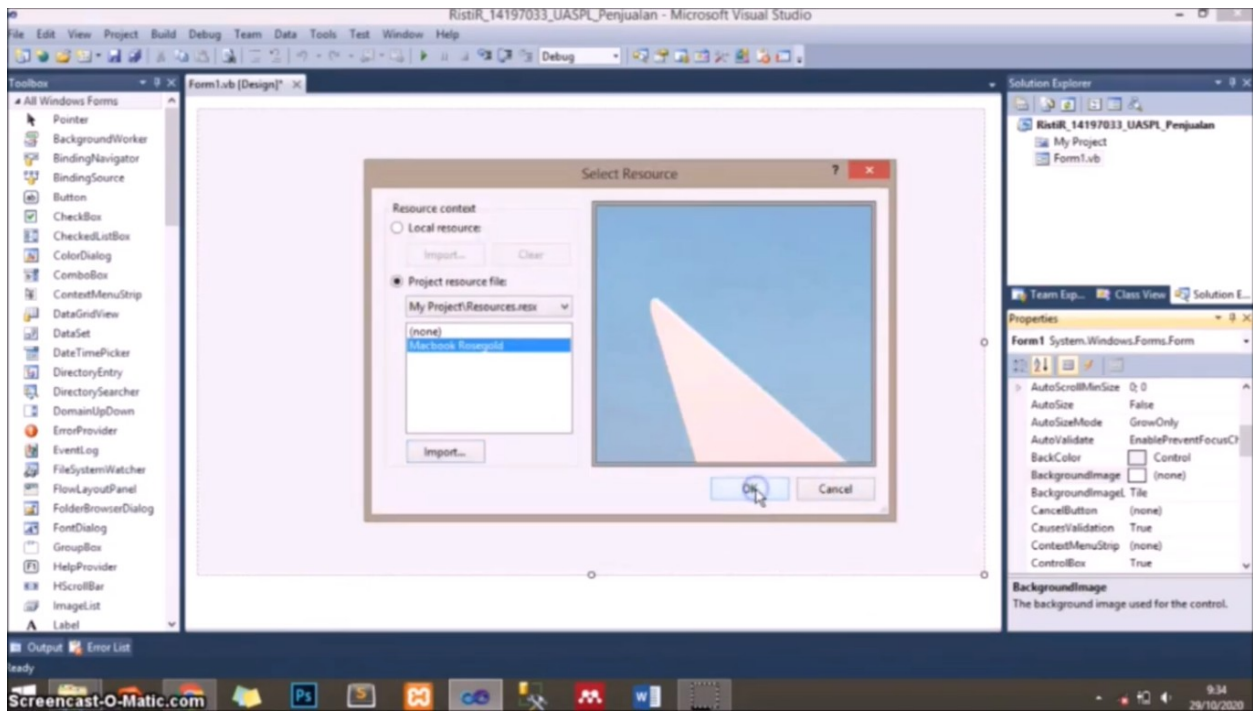 RistiR_14197033_UASPL_Penjualan - Microsoft Visual Studio
File Edit View Project Build Debug Team Data Tools Test Window Help
Debug
Toolbox
All Windows Forms
Pointer
BackgroundWorker
BindingNavigator
BindingSource
Button
CheckBox
CheckedListBox
ColorDialog
ComboBox
ContextMenuStrip
DataGridView
DataSet
DateTimePicker
DirectoryEntry
DirectorySearcher
DomainUpDown
ErrorProvider
EventLog
FileSystemWatcher
FlowLayoutPanel
FolderBrowserDialog
FontDialog
GroupBox
HelpProvider
HScrollBar
ImageList
Label
Form1.vb [Design]*
Select Resource
Resource context
Local resource:
Import... Clear
Project resource file:
My Project\Resources.resx
(none)
Macbook Rosegold
Import...
OK Cancel
Solution Explorer
RistiR_14197033_UASPL_Penjualan
My Project
Form1.vb
Team Exp... Class View Solution E...
Properties
Form1 System.Windows.Forms.Form
AutoScrollMinSize 0; 0
AutoSize False
AutoSizeMode GrowOnly
AutoValidate EnablePreventFocusCh
BackColor Control
BackgroundImage (none)
BackgroundImageL Tile
CancelButton (none)
CausesValidation True
ContextMenuStrip (none)
ControlBox True
BackgroundImage
The background image used for the control.
Output Error List
Ready
Screencast-O-Matic.com
Ps
S
W
9:34
29/10/2020